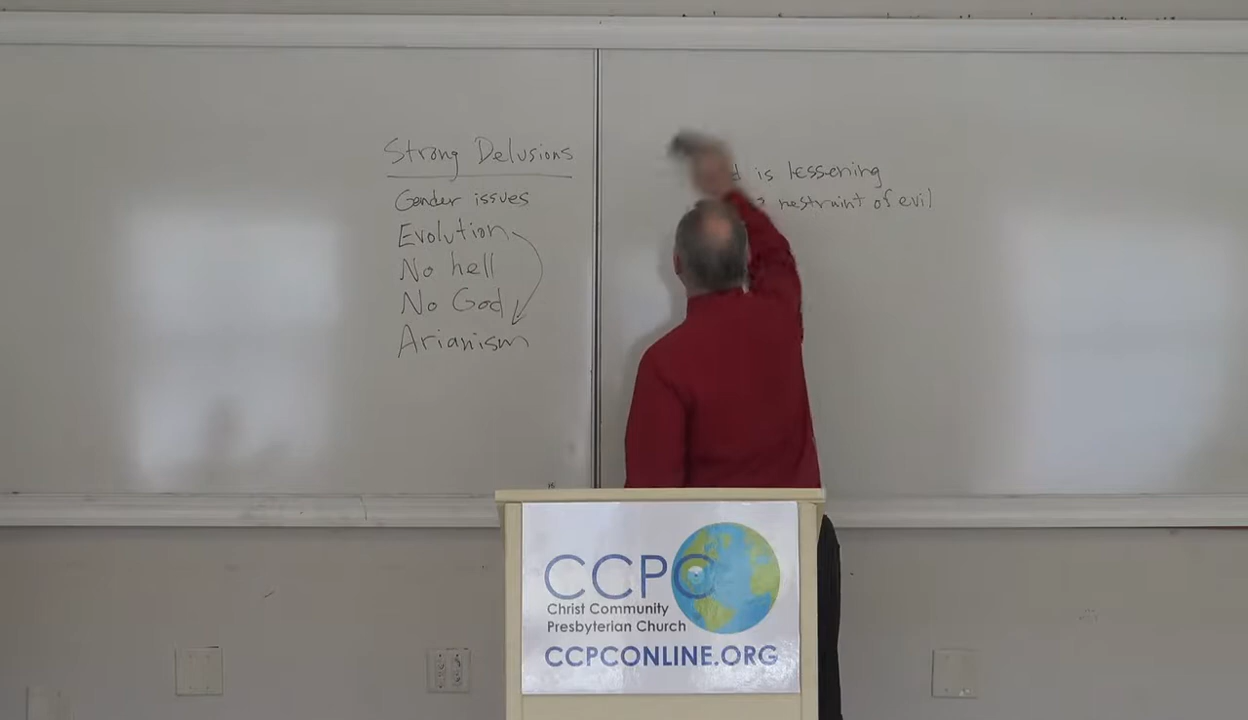 Strong Delusions
Gender issues
Evolution
No hell
No God
Arianism
is lessening
restraint of evil
CCPC
Christ Community
Presbyterian Church
CCPCONLINE.ORG